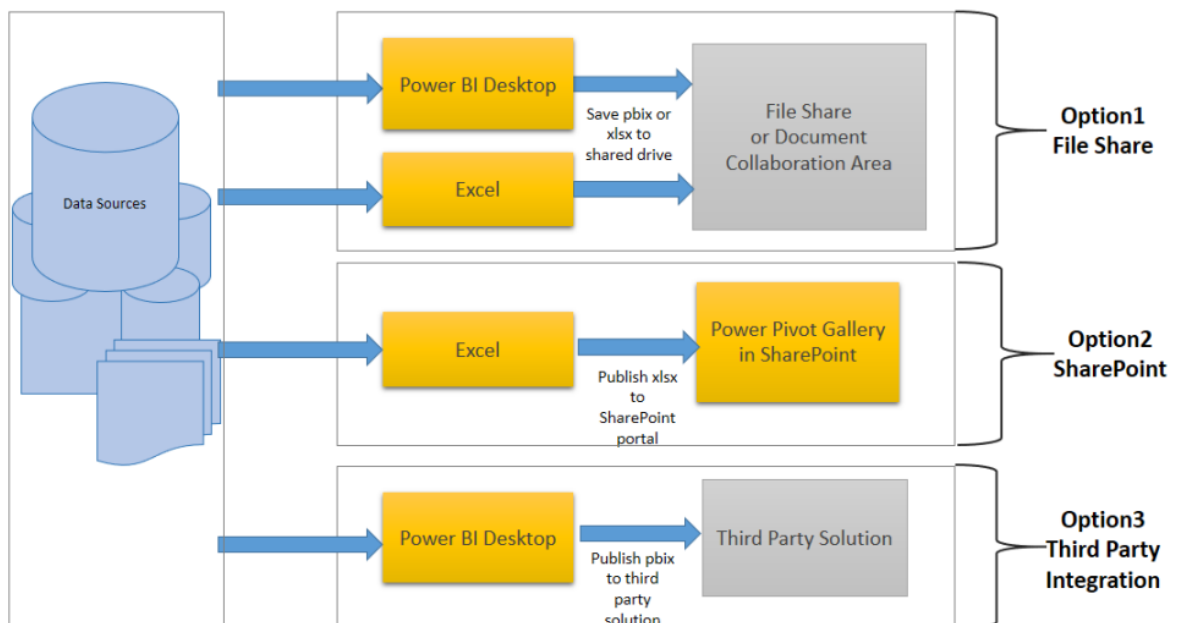 Data Sources
Power BI Desktop
Save pbix or
xlsx to
shared drive
Excel
File Share
or Document
Collaboration Area
Option1
File Share
Excel
Publish xlsx
to
SharePoint
portal
Power Pivot Gallery
in SharePoint
Option2
SharePoint
Power BI Desktop
Publish pbix
to third
party
solution
Third Party Solution
Option3
Third Party
Integration